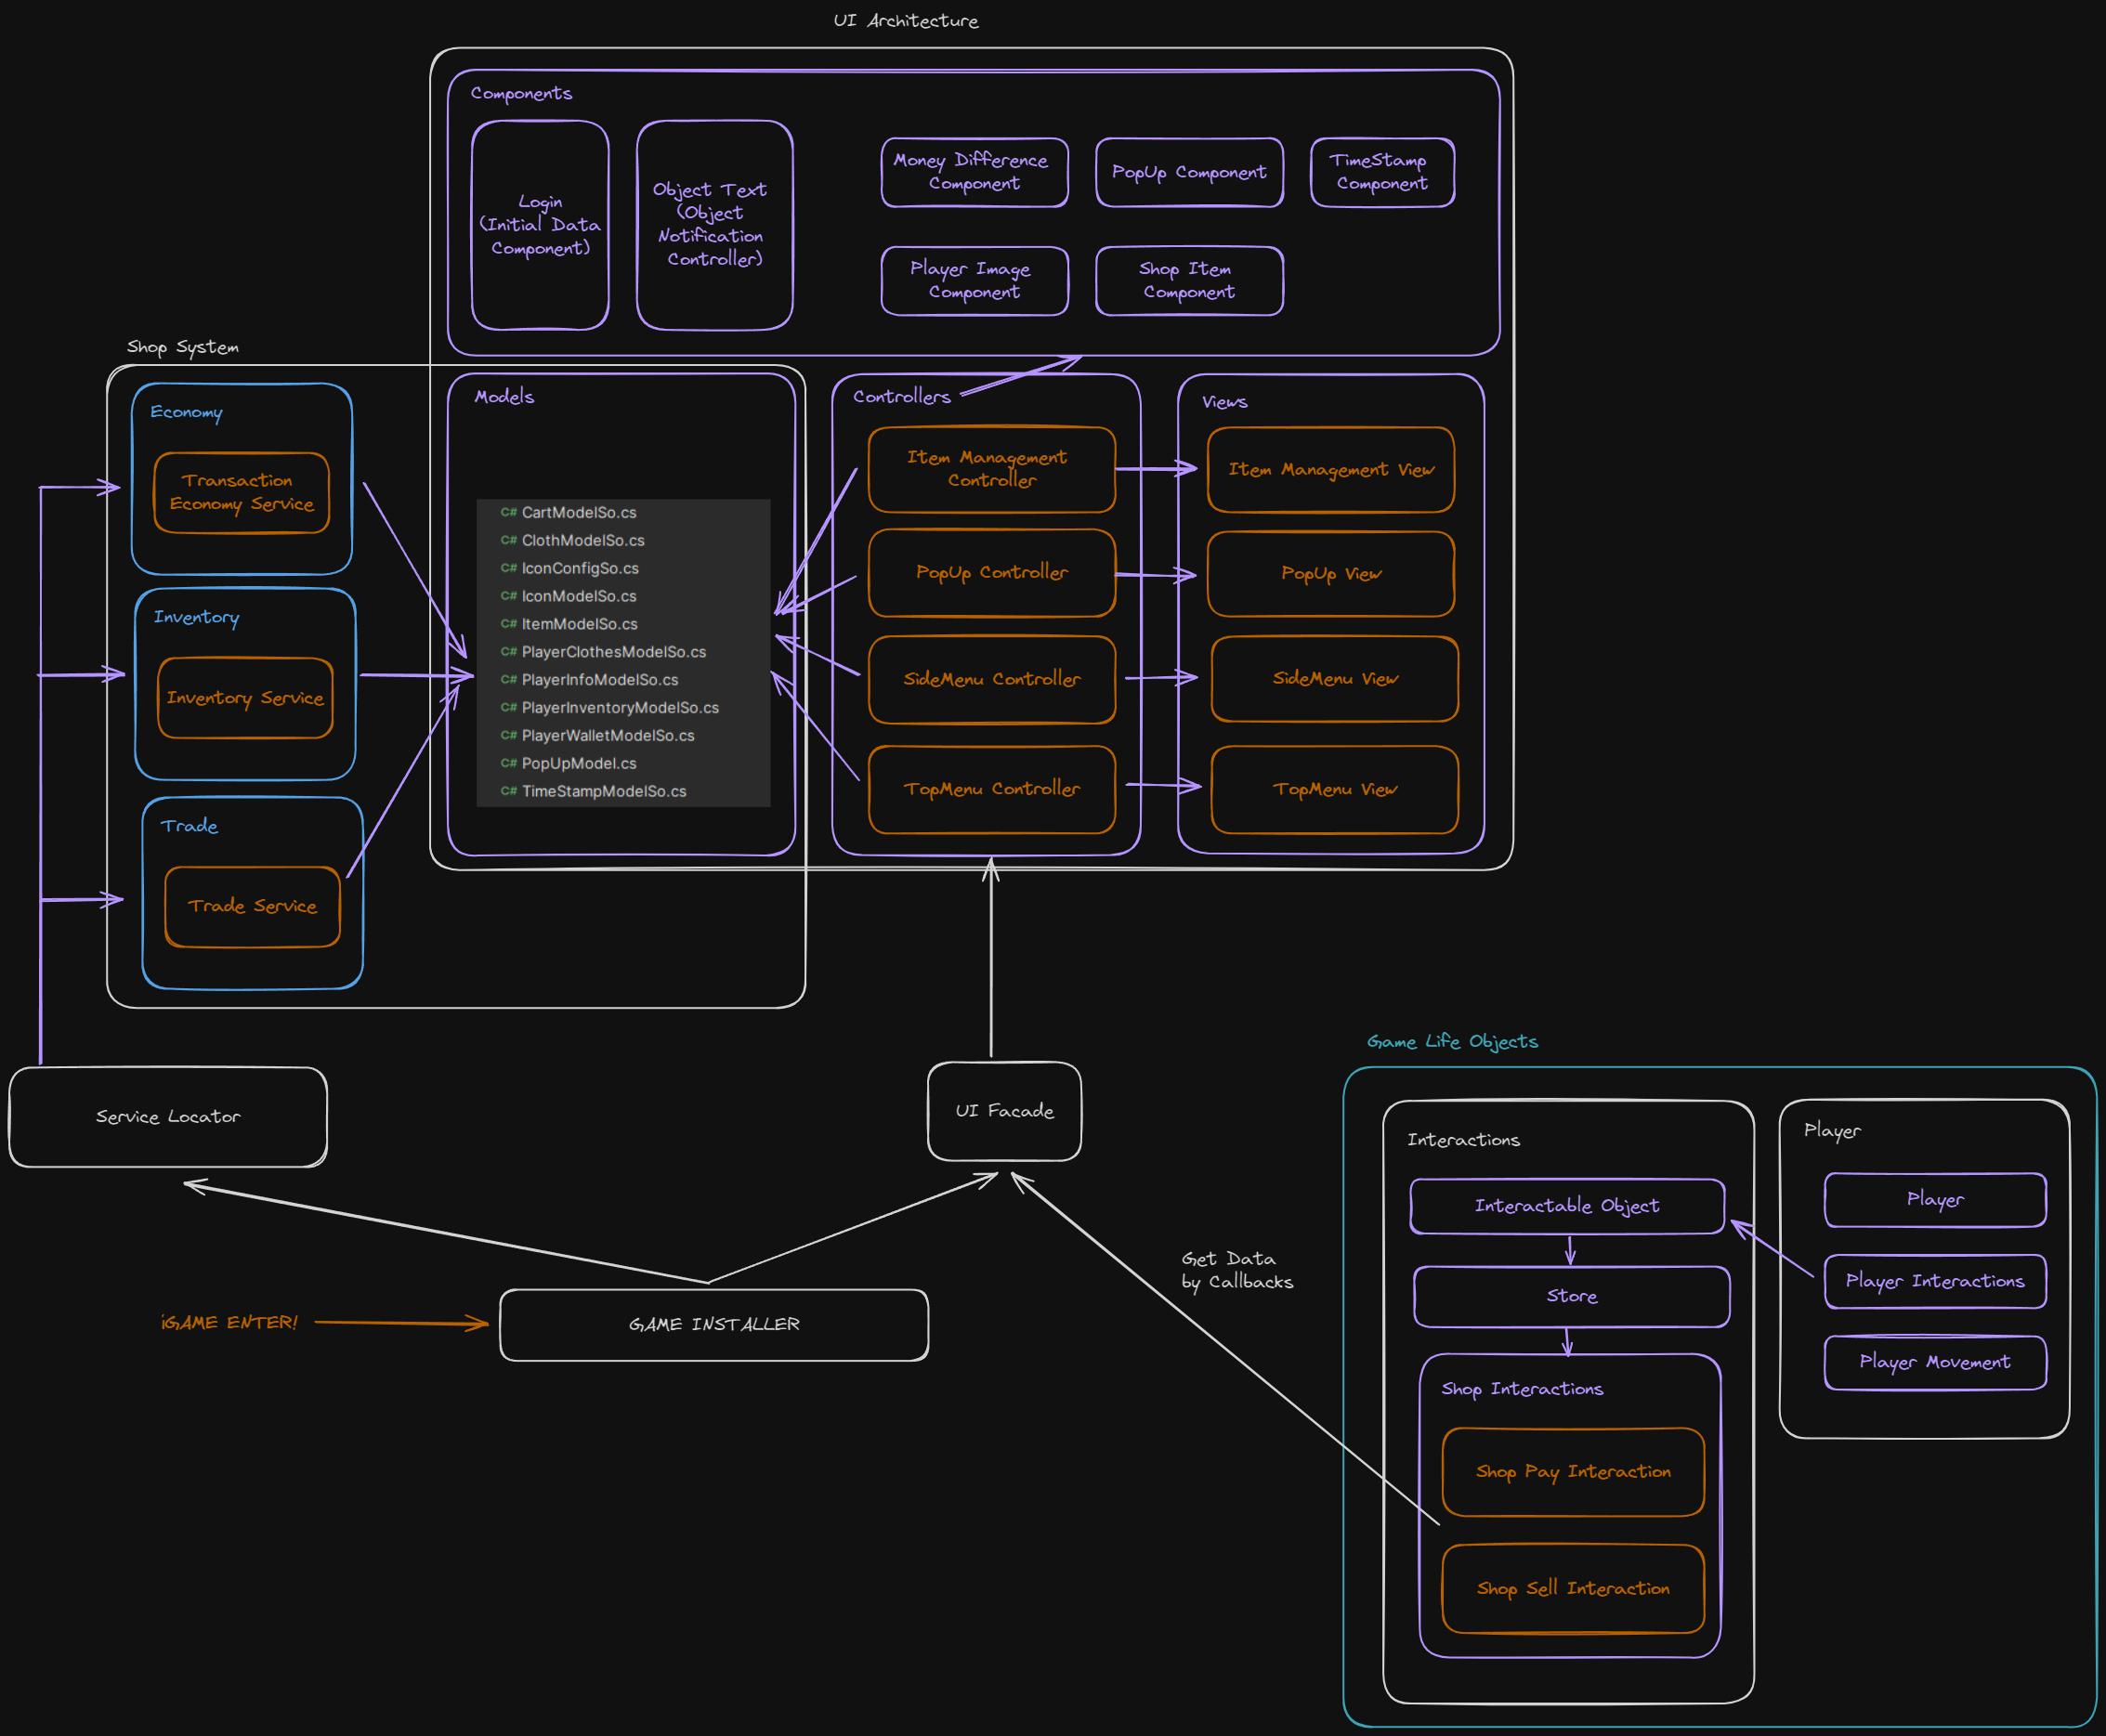 UI Architecture
Components
Login
(Initial Data
Component)
Object Text
(Object
Notification
Controller)
Money Difference
Component
PopUp Component
TimeStamp
Component
Player Image
Component
Shop Item
Component
Shop System
Economy
Transaction
Economy Service
Inventory
Inventory Service
Trade
Trade Service
Models
C# CartModelSo.cs
C# ClothModelSo.cs
C# IconConfigSo.cs
C# IconModelSo.cs
C# ItemModelSo.cs
C# PlayerClothesModelSo.cs
C# PlayerInfoModelSo.cs
C# PlayerInventoryModelSo.cs
C# PlayerWalletModelSo.cs
C# PopUpModel.cs
C# TimeStampModelSo.cs
Controllers
Item Management
Controller
PopUp Controller
SideMenu Controller
TopMenu Controller
Views
Item Management View
PopUp View
SideMenu View
TopMenu View
Service Locator
UI Facade
Get Data
by Callbacks
¡GAME ENTER!
GAME INSTALLER
Game Life Objects
Interactions
Interactable Object
Store
Shop Interactions
Shop Pay Interaction
Shop Sell Interaction
Player
Player
Player Interactions
Player Movement